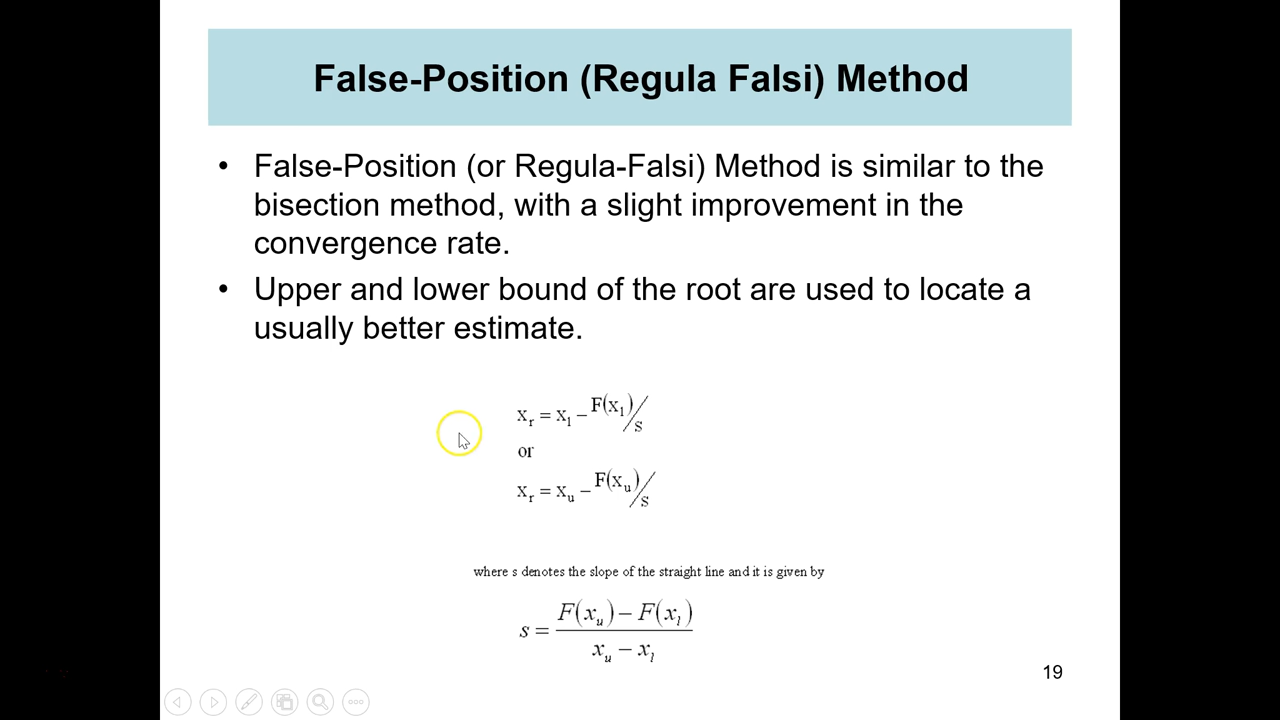 False-Position (Regula Falsi) Method
• False-Position (or Regula-Falsi) Method is similar to the
bisection method, with a slight improvement in the
convergence rate.
• Upper and lower bound of the root are used to locate a
usually better estimate.
x_r = x_l − F(x_l)/s
or
x_r = x_u − F(x_u)/s
where s denotes the slope of the straight line and it is given by
s = (F(x_u) − F(x_l)) / (x_u − x_l)
19